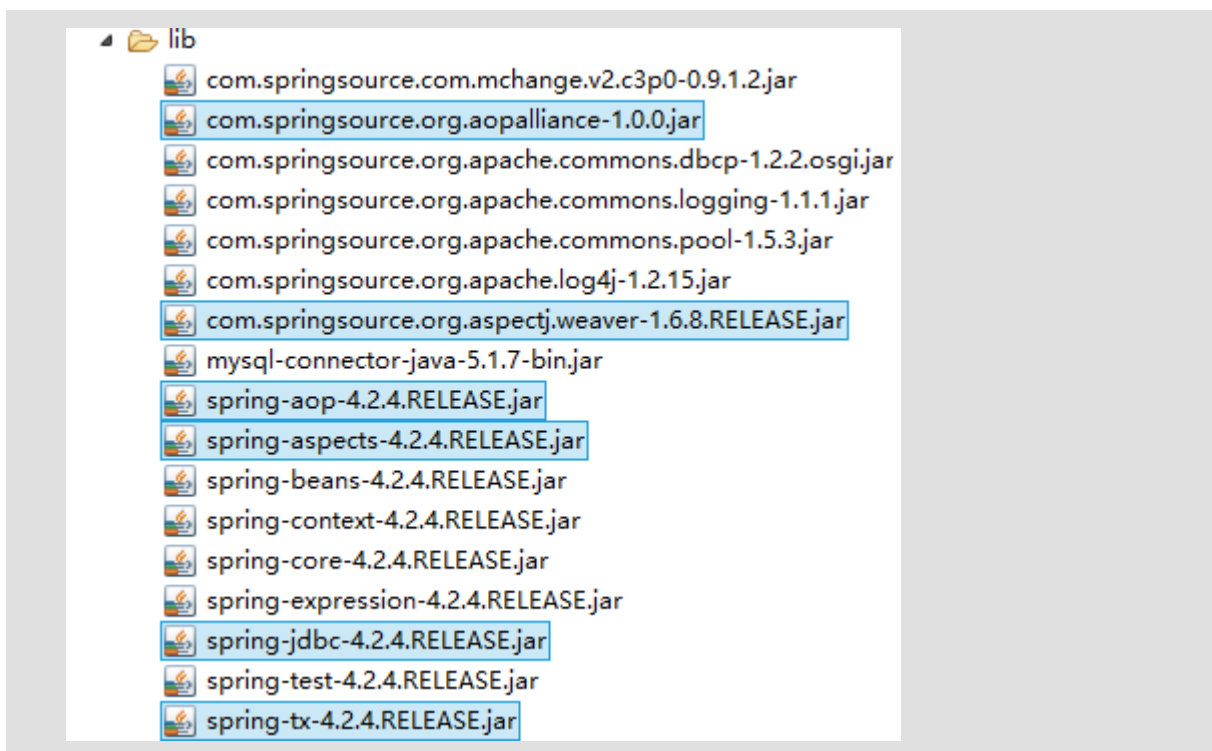 lib
com.springsource.com.mchange.v2.c3p0-0.9.1.2.jar
com.springsource.org.aopalliance-1.0.0.jar
com.springsource.org.apache.commons.dbcp-1.2.2.osgi.jar
com.springsource.org.apache.commons.logging-1.1.1.jar
com.springsource.org.apache.commons.pool-1.5.3.jar
com.springsource.org.apache.log4j-1.2.15.jar
com.springsource.org.aspectj.weaver-1.6.8.RELEASE.jar
mysql-connector-java-5.1.7-bin.jar
spring-aop-4.2.4.RELEASE.jar
spring-aspects-4.2.4.RELEASE.jar
spring-beans-4.2.4.RELEASE.jar
spring-context-4.2.4.RELEASE.jar
spring-core-4.2.4.RELEASE.jar
spring-expression-4.2.4.RELEASE.jar
spring-jdbc-4.2.4.RELEASE.jar
spring-test-4.2.4.RELEASE.jar
spring-tx-4.2.4.RELEASE.jar